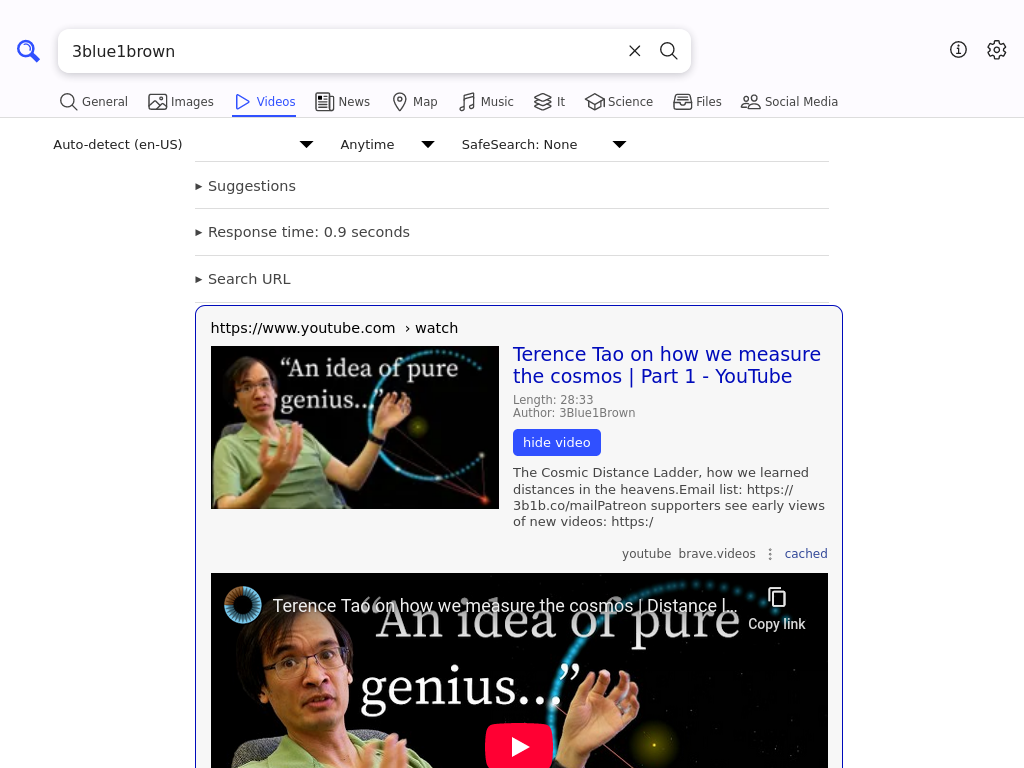 3blue1brown
General Images Videos News Map Music It Science Files Social Media
Auto-detect (en-US) Anytime SafeSearch: None
Suggestions
Response time: 0.9 seconds
Search URL
https://www.youtube.com › watch
“An idea of pure
genius...”
Terence Tao on how we measure
the cosmos | Part 1 - YouTube
Length: 28:33
Author: 3Blue1Brown
hide video
The Cosmic Distance Ladder, how we learned
distances in the heavens.Email list: https://
3b1b.co/mailPatreon supporters see early views
of new videos: https:/
youtube brave.videos cached
Terence Tao on how we measure the cosmos | Distance |...
Copy link
“An idea of pure
genius...”